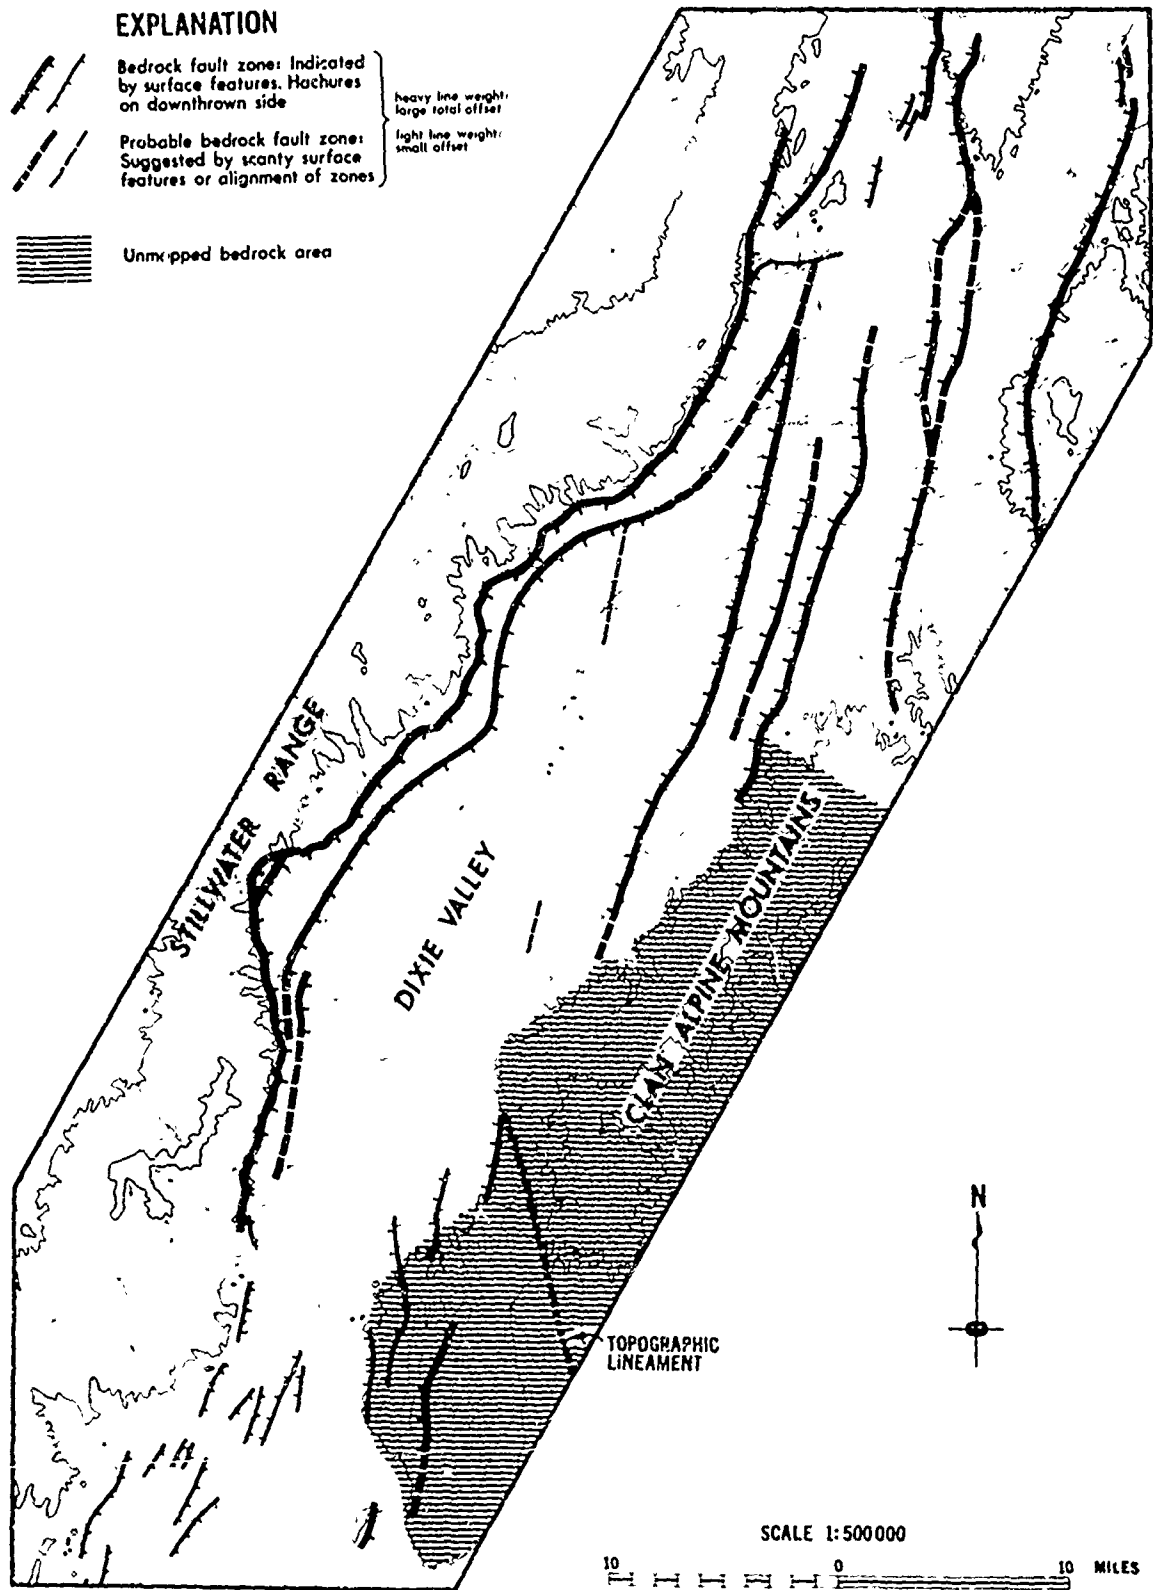 EXPLANATION
Bedrock fault zone: Indicated
by surface features. Hachures
on downthrown side
heavy line weight:
large total offset
light line weight:
small offset
Probable bedrock fault zone:
Suggested by scanty surface
features or alignment of zones
Unmapped bedrock area
STILLWATER RANGE
DIXIE VALLEY
CLAN ALPINE MOUNTAINS
N
TOPOGRAPHIC
LINEAMENT
SCALE 1:500000
10 0 10 MILES